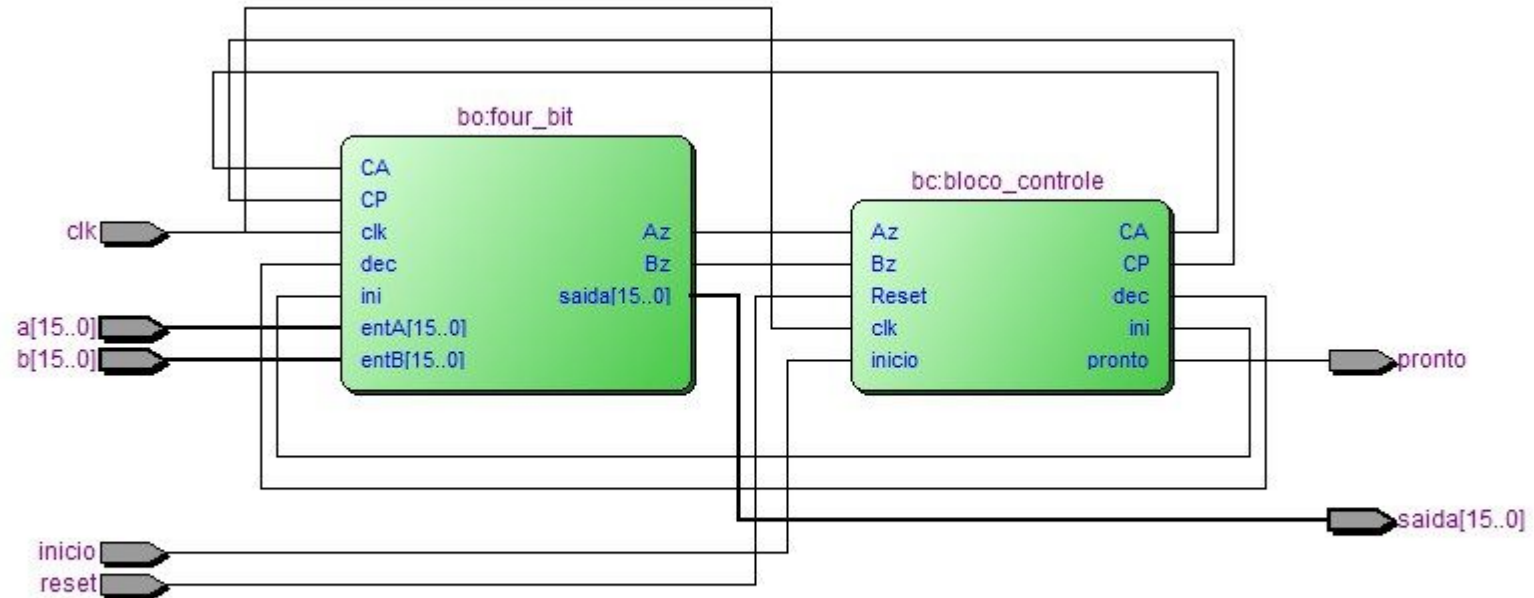 bo:four_bit
CA
CP
clk
dec
ini
entA[15..0]
entB[15..0]
Az
Bz
saida[15..0]
bc:bloco_controle
Az
Bz
Reset
clk
inicio
CA
CP
dec
ini
pronto
clk
a[15..0]
b[15..0]
inicio
reset
pronto
saida[15..0]